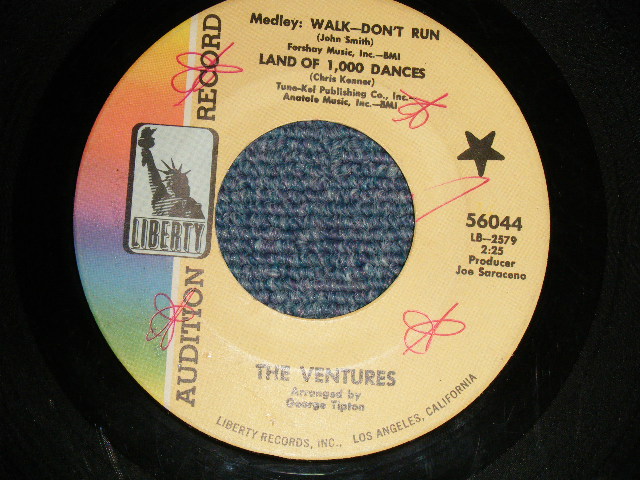 Medley: WALK—DON'T RUN
(John Smith)
Forshay Music, Inc.—BMI
LAND OF 1,000 DANCES
(Chris Kenner)
Tune-Kel Publishing Co., Inc.—
Anatole Music, Inc.—BMI
AUDITION RECORD
LIBERTY
56044
LB—2579
2:25
Producer
Joe Saraceno
THE VENTURES
Arranged by
George Tipton
LIBERTY RECORDS, INC., LOS ANGELES, CALIFORNIA